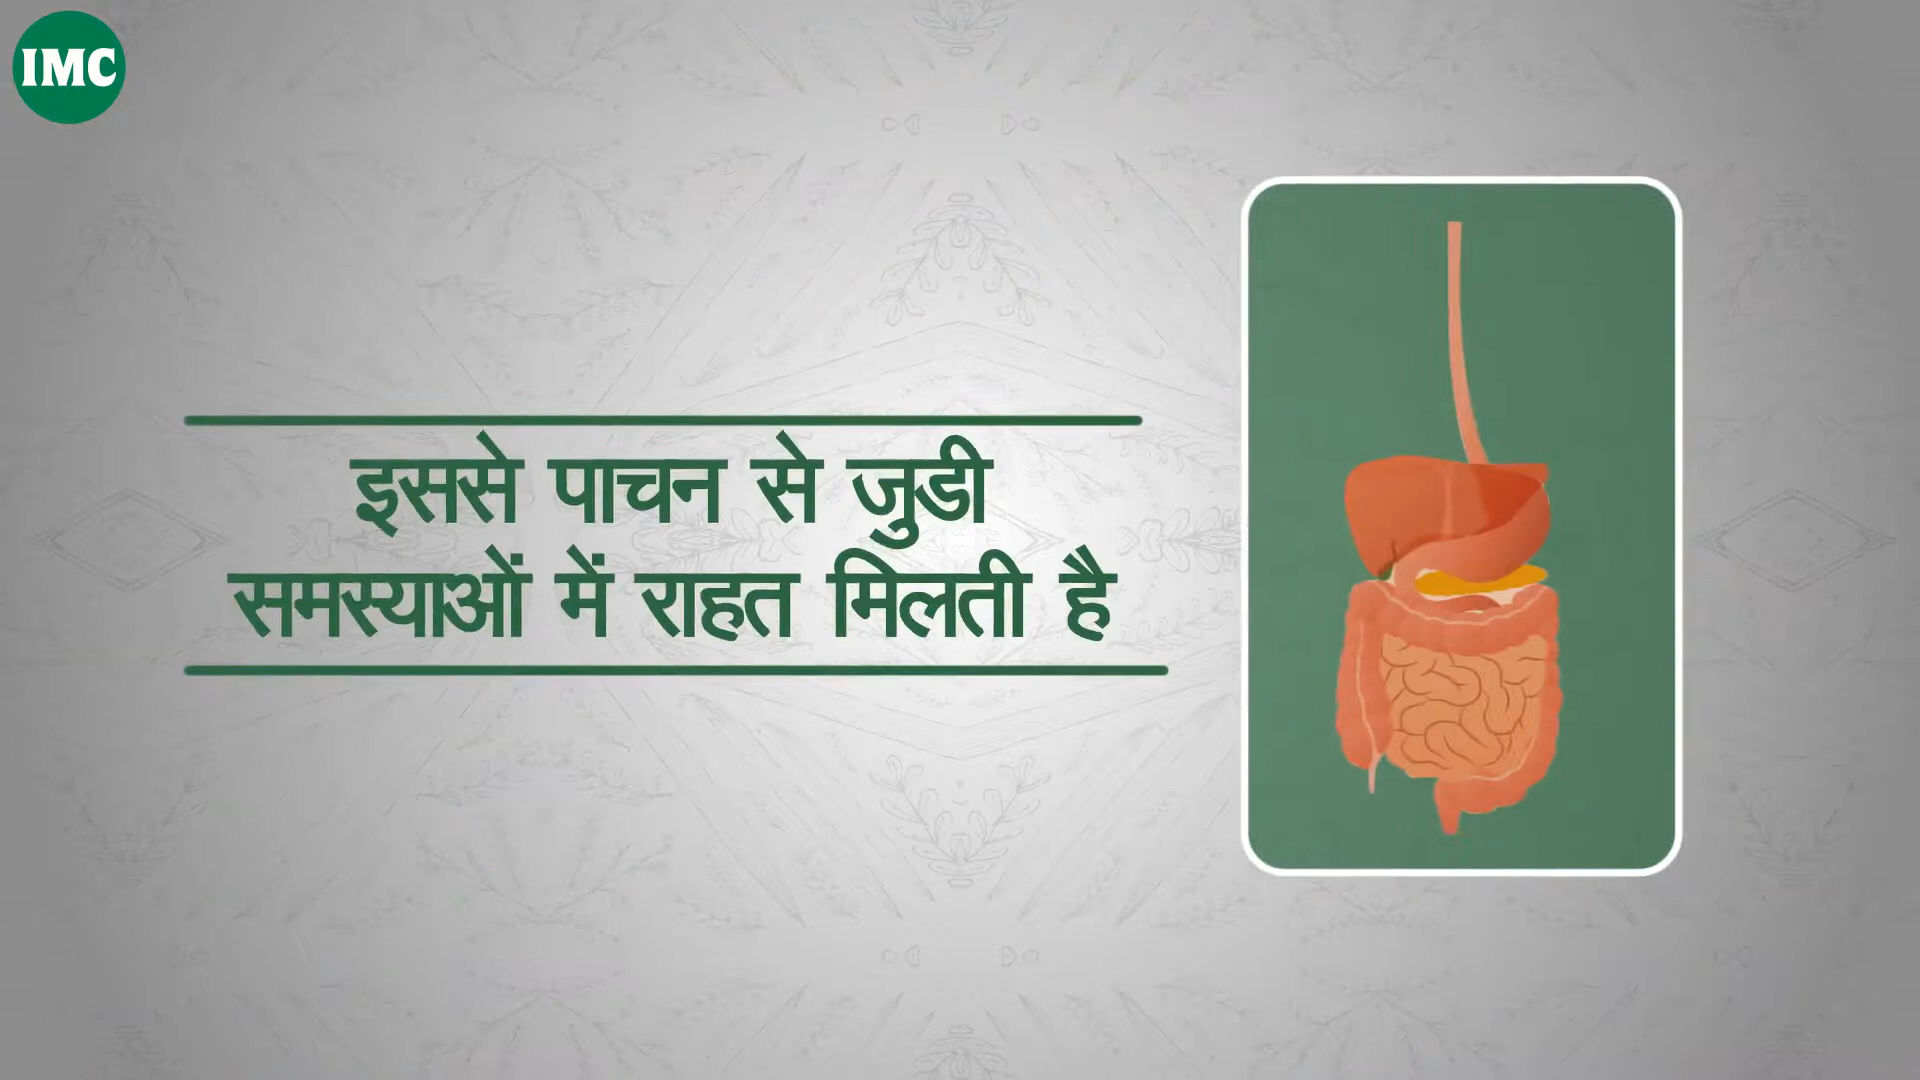 IMC
इससे पाचन से जुडी
समस्याओं में राहत मिलती है